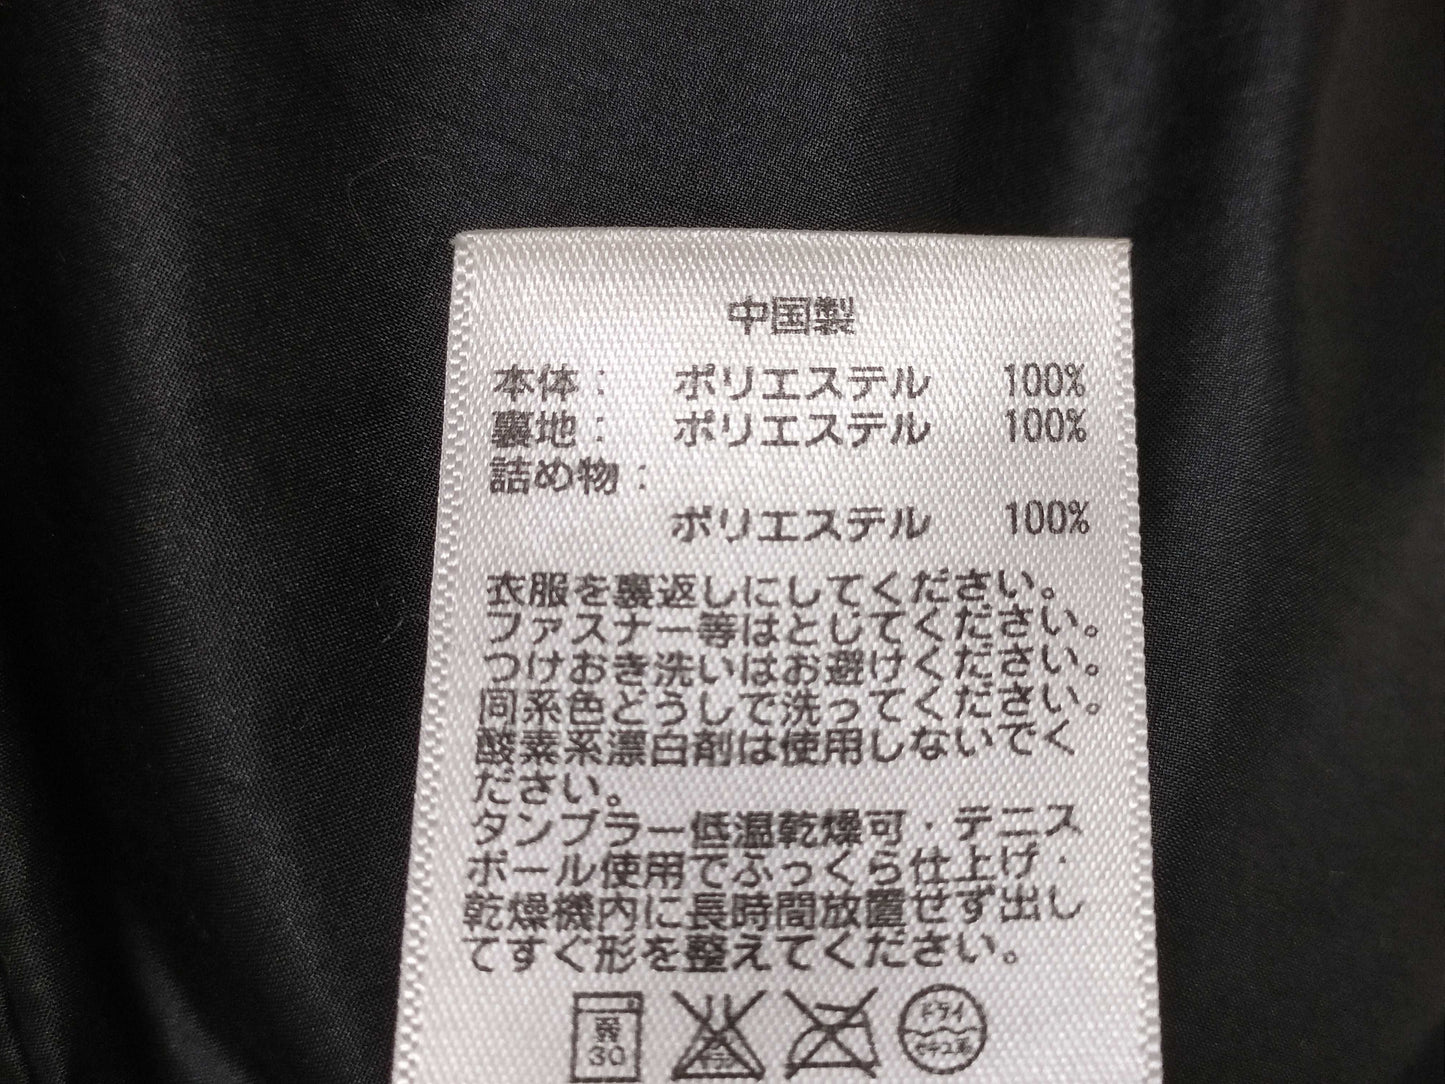 中国製
本体: ポリエステル 100%
裏地: ポリエステル 100%
詰め物:
ポリエステル 100%
衣服を裏返しにしてください。
ファスナー等はとじてください。
つけおき洗いはお避けください。
同系色どうしで洗ってください。
酸素系漂白剤は使用しないでく
ださい。
タンブラー低温乾燥可・テニス
ボール使用でふっくら仕上げ・
乾燥機内に長時間放置せず出し
てすぐ形を整えてください。
弱 30 ドライ セキユ系